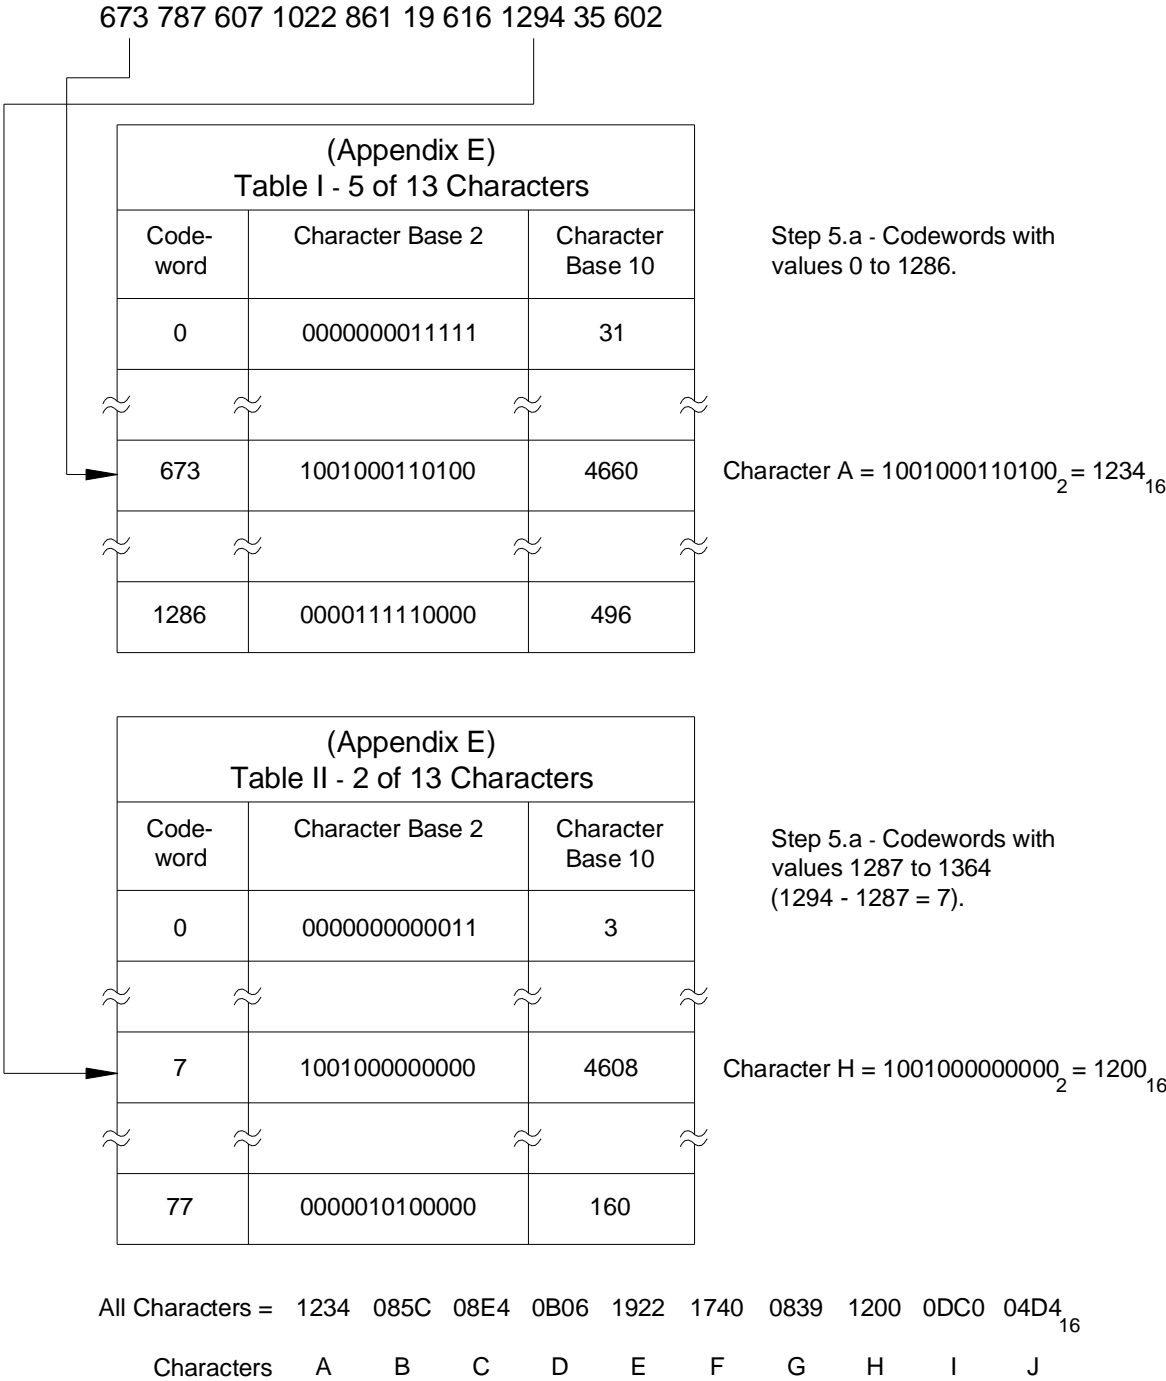 673 787 607 1022 861 19 616 1294 35 602
(Appendix E)
Table I - 5 of 13 Characters
Code-
word
Character Base 2
Character
Base 10
Step 5.a - Codewords with
values 0 to 1286.
0 0000000011111 31
673 1001000110100 4660
Character A = 1001000110100₂ = 1234₁₆
1286 0000111110000 496
(Appendix E)
Table II - 2 of 13 Characters
Code-
word
Character Base 2
Character
Base 10
Step 5.a - Codewords with
values 1287 to 1364
(1294 - 1287 = 7).
0 0000000000011 3
7 1001000000000 4608
Character H = 1001000000000₂ = 1200₁₆
77 0000010100000 160
All Characters = 1234 085C 08E4 0B06 1922 1740 0839 1200 0DC0 04D4₁₆
Characters A B C D E F G H I J